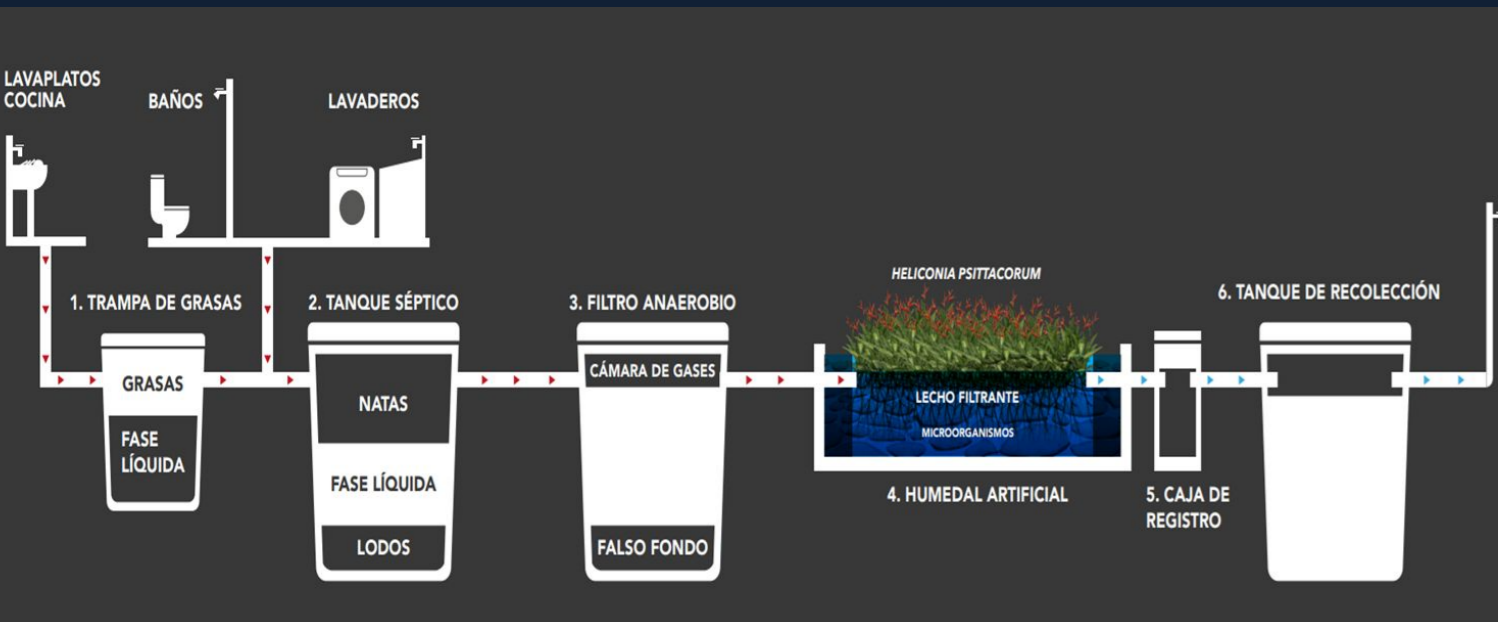 LAVAPLATOS
COCINA
BAÑOS
LAVADEROS
1. TRAMPA DE GRASAS
GRASAS
FASE
LÍQUIDA
2. TANQUE SÉPTICO
NATAS
FASE LÍQUIDA
LODOS
3. FILTRO ANAEROBIO
CÁMARA DE GASES
FALSO FONDO
HELICONIA PSITTACORUM
LECHO FILTRANTE
MICROORGANISMOS
4. HUMEDAL ARTIFICIAL
5. CAJA DE
REGISTRO
6. TANQUE DE RECOLECCIÓN